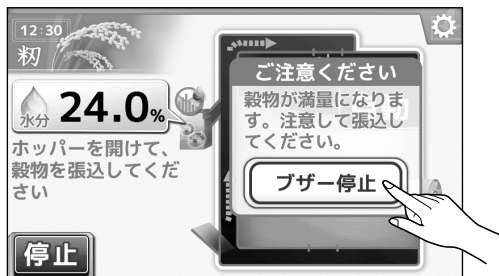 12:30
籾
水分 24.0%
ホッパーを開けて、
穀物を張込してくだ
さい
停止
ご注意ください
穀物が満量になりま
す。注意して張込し
てください。
ブザー停止